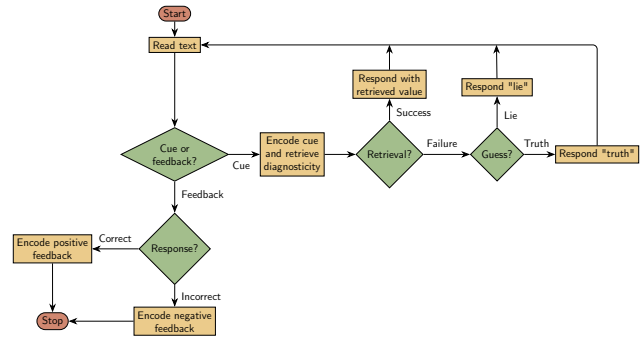 Start
Read text
Respond with
retrieved value
Respond "lie"
Success
Lie
Cue or
feedback?
Cue
Encode cue
and retrieve
diagnosticity
Retrieval?
Failure
Guess?
Truth
Respond "truth"
Feedback
Response?
Correct
Encode positive
feedback
Incorrect
Stop
Encode negative
feedback